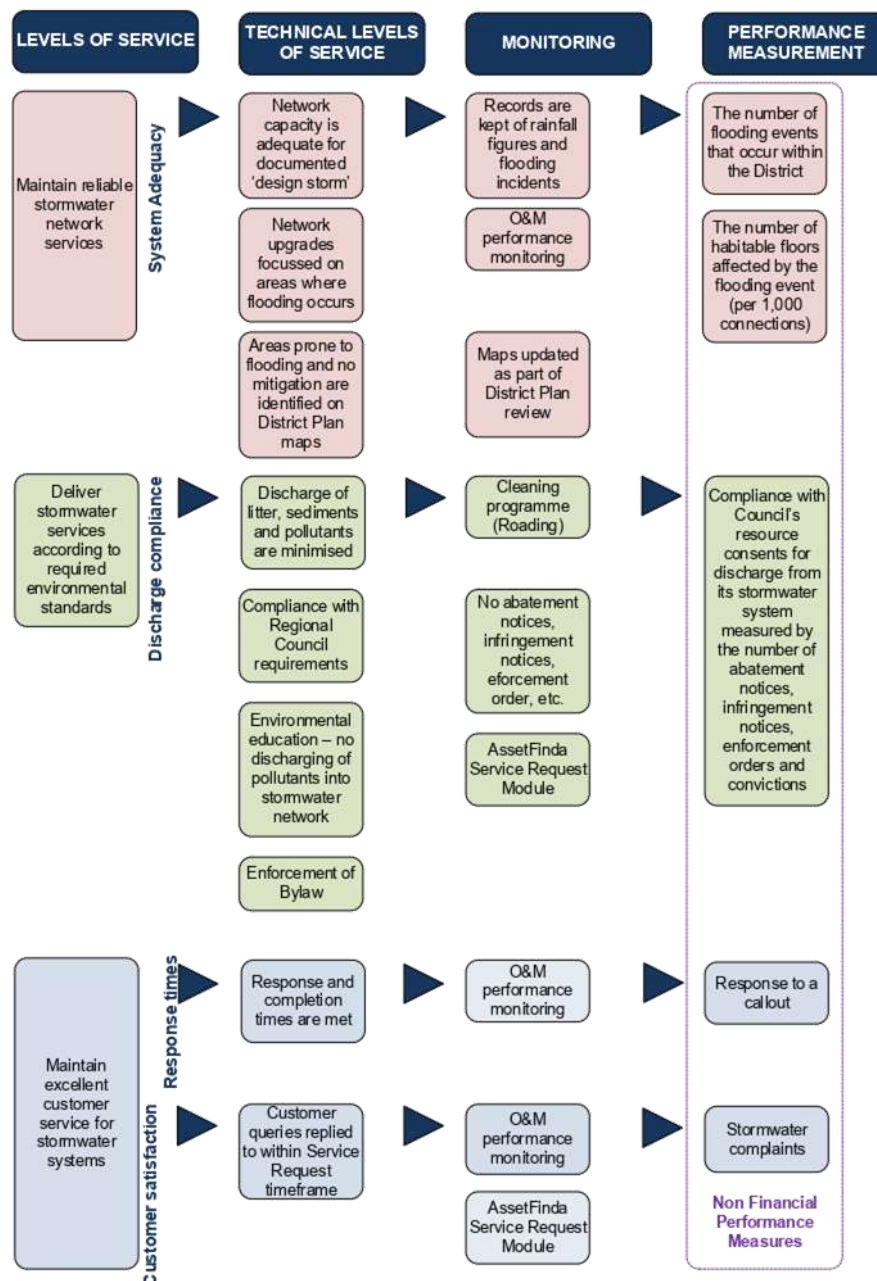 LEVELS OF SERVICE
TECHNICAL LEVELS
OF SERVICE
MONITORING
PERFORMANCE
MEASUREMENT
Maintain reliable
stormwater
network
services
System Adequacy
Network
capacity is
adequate for
documented
‘design storm’
Records are
kept of rainfall
figures and
flooding
incidents
The number of
flooding events
that occur within
the District
Network
upgrades
focussed on
areas where
flooding occurs
O&M
performance
monitoring
The number of
habitable floors
affected by the
flooding event
(per 1,000
connections)
Areas prone to
flooding and no
mitigation are
identified on
District Plan
maps
Maps updated
as part of
District Plan
review
Deliver
stormwater
services
according to
required
environmental
standards
Discharge compliance
Discharge of
litter, sediments
and pollutants
are minimised
Cleaning
programme
(Roading)
Compliance with
Council’s
resource
consents for
discharge from
its stormwater
system
measured by
the number of
abatement
notices,
infringement
notices,
enforcement
orders and
convictions
Compliance with
Regional
Council
requirements
No abatement
notices,
infringement
notices,
eforcement
order, etc.
Environmental
education – no
discharging of
pollutants into
stormwater
network
AssetFinda
Service Request
Module
Enforcement of
Bylaw
Maintain
excellent
customer
service for
stormwater
systems
Response times
Response and
completion
times are met
O&M
performance
monitoring
Response to a
callout
Customer satisfaction
Customer
queries replied
to within Service
Request
timeframe
O&M
performance
monitoring
Stormwater
complaints
AssetFinda
Service Request
Module
Non Financial
Performance
Measures